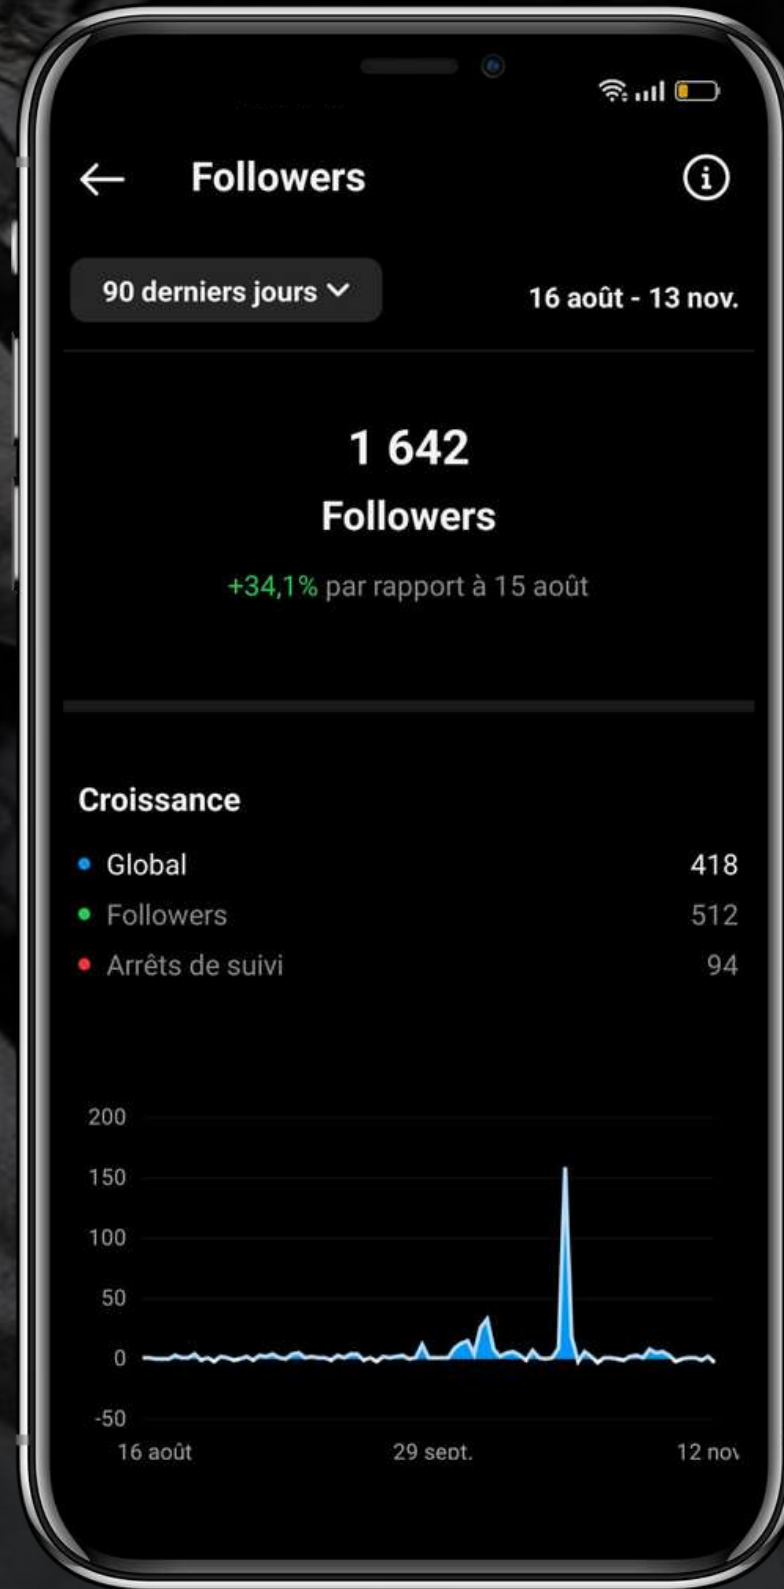 Followers
90 derniers jours
16 août - 13 nov.
1 642
Followers
+34,1% par rapport à 15 août
Croissance
Global 418
Followers 512
Arrêts de suivi 94
200
150
100
50
0
-50
16 août 29 sept. 12 nov